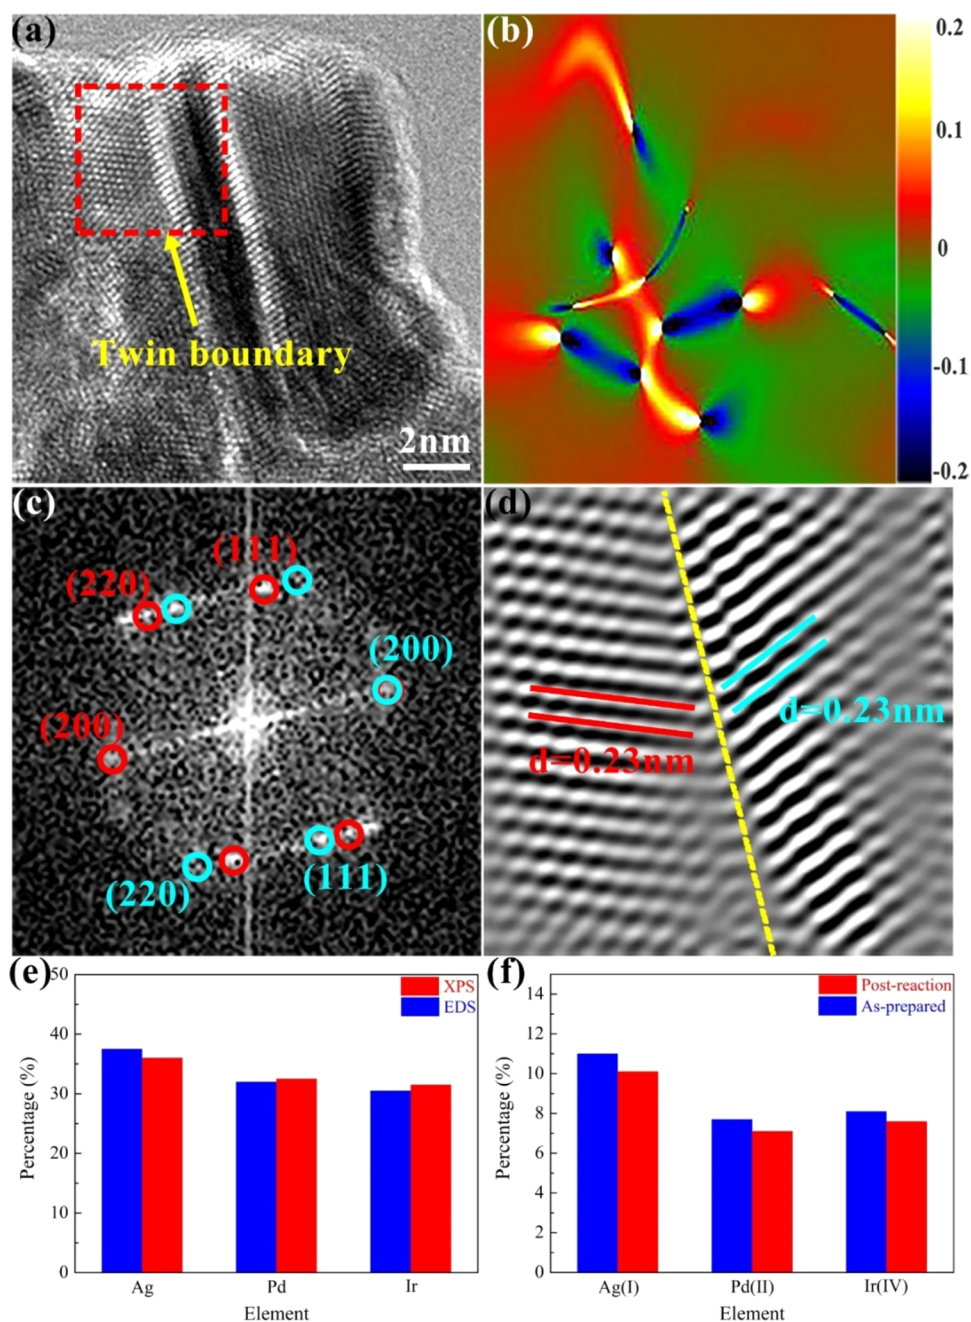 (a)
Twin boundary
2nm
(b)
0.2
0.1
0
-0.1
-0.2
(c)
(111)
(220)
(200)
(200)
(220)
(111)
(d)
d=0.23nm
d=0.23nm
(e)
50
40
30
20
10
0
Percentage (%)
XPS
EDS
Ag
Pd
Ir
Element
(f)
14
12
10
8
6
4
2
0
Percentage (%)
Post-reaction
As-prepared
Ag(I)
Pd(II)
Ir(IV)
Element